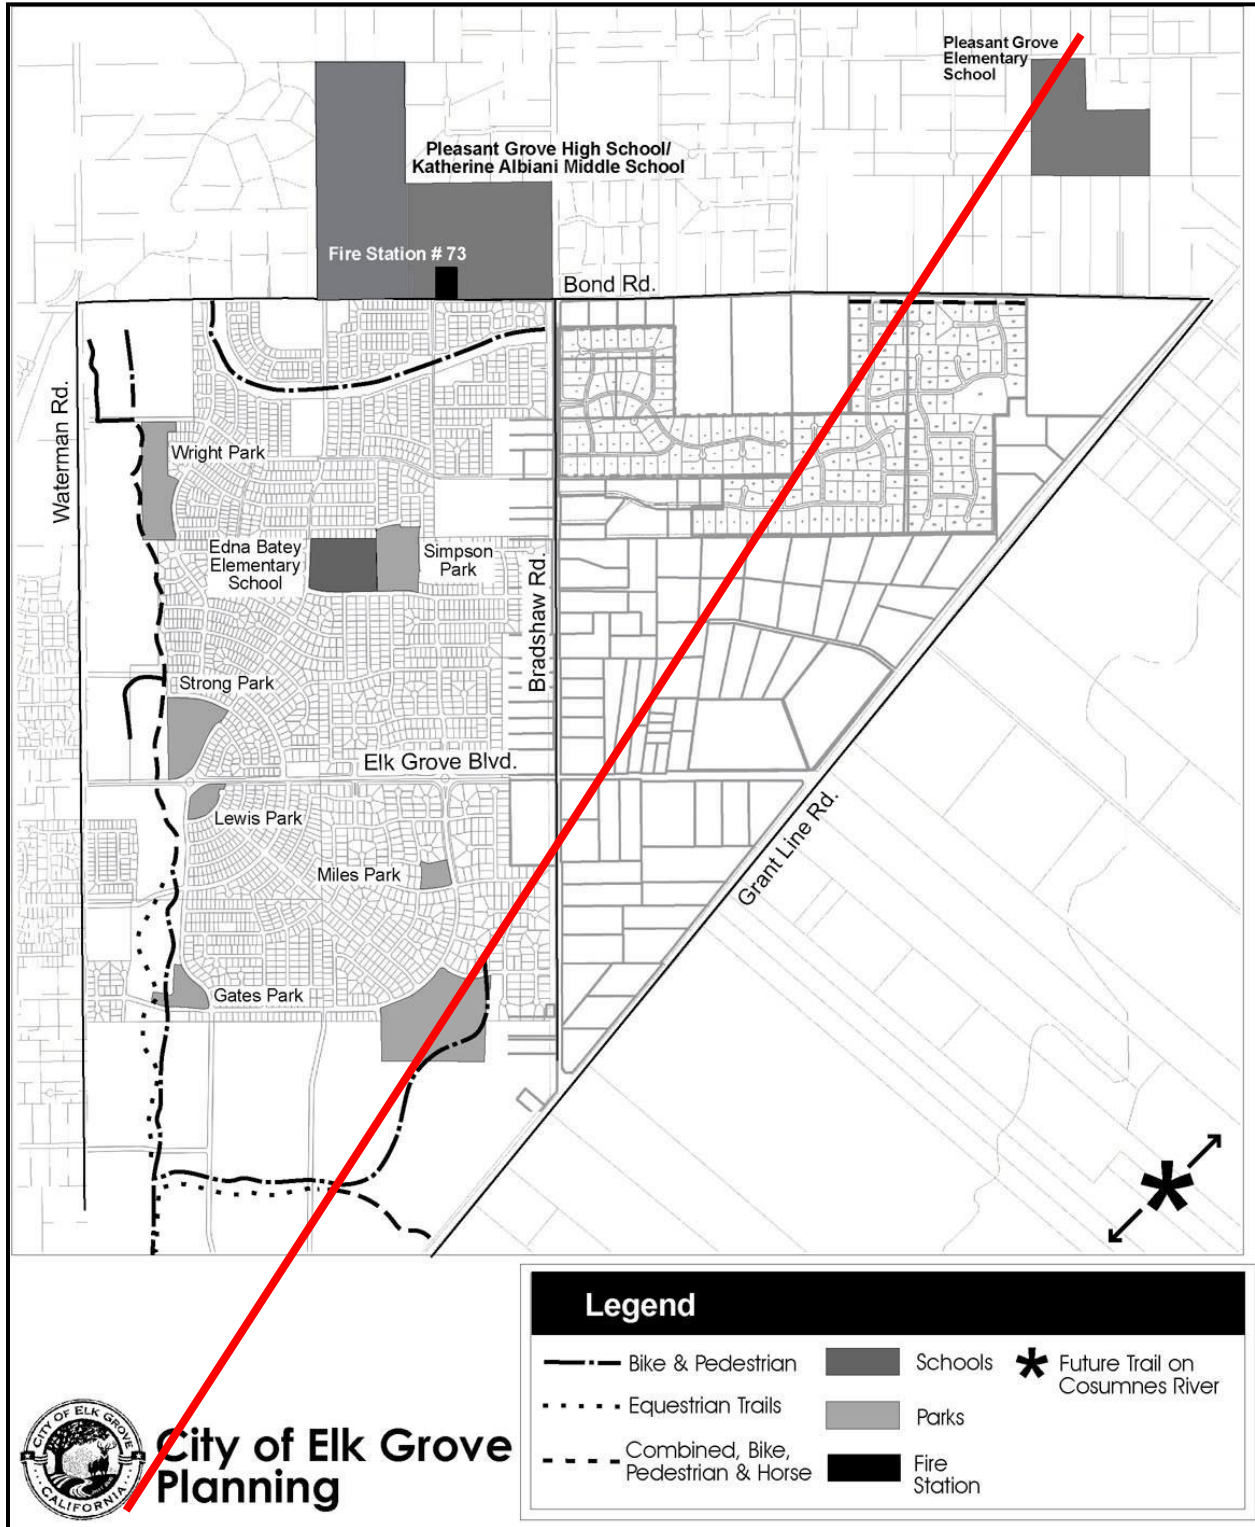 Pleasant Grove
Elementary
School
Pleasant Grove High School/
Katherine Albiani Middle School
Fire Station # 73
Bond Rd.
Waterman Rd.
Wright Park
Edna Batey
Elementary
School
Simpson
Park
Bradshaw Rd.
Strong Park
Elk Grove Blvd.
Lewis Park
Miles Park
Grant Line Rd.
Gates Park
Legend
Bike & Pedestrian
Schools
Future Trail on
Cosumnes River
Equestrian Trails
Parks
Combined, Bike,
Pedestrian & Horse
Fire
Station
CITY OF ELK GROVE
CALIFORNIA
City of Elk Grove
Planning